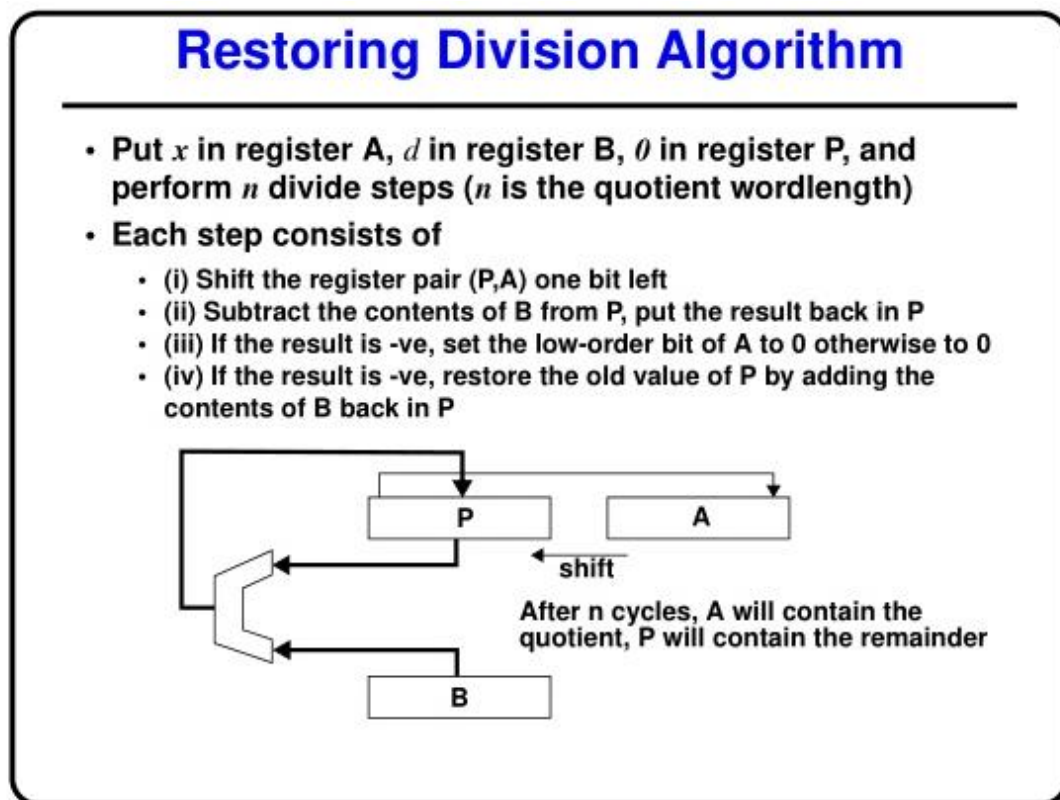 Restoring Division Algorithm
• Put x in register A, d in register B, 0 in register P, and
perform n divide steps (n is the quotient wordlength)
• Each step consists of
• (i) Shift the register pair (P,A) one bit left
• (ii) Subtract the contents of B from P, put the result back in P
• (iii) If the result is -ve, set the low-order bit of A to 0 otherwise to 0
• (iv) If the result is -ve, restore the old value of P by adding the
contents of B back in P
P
A
shift
After n cycles, A will contain the
quotient, P will contain the remainder
B